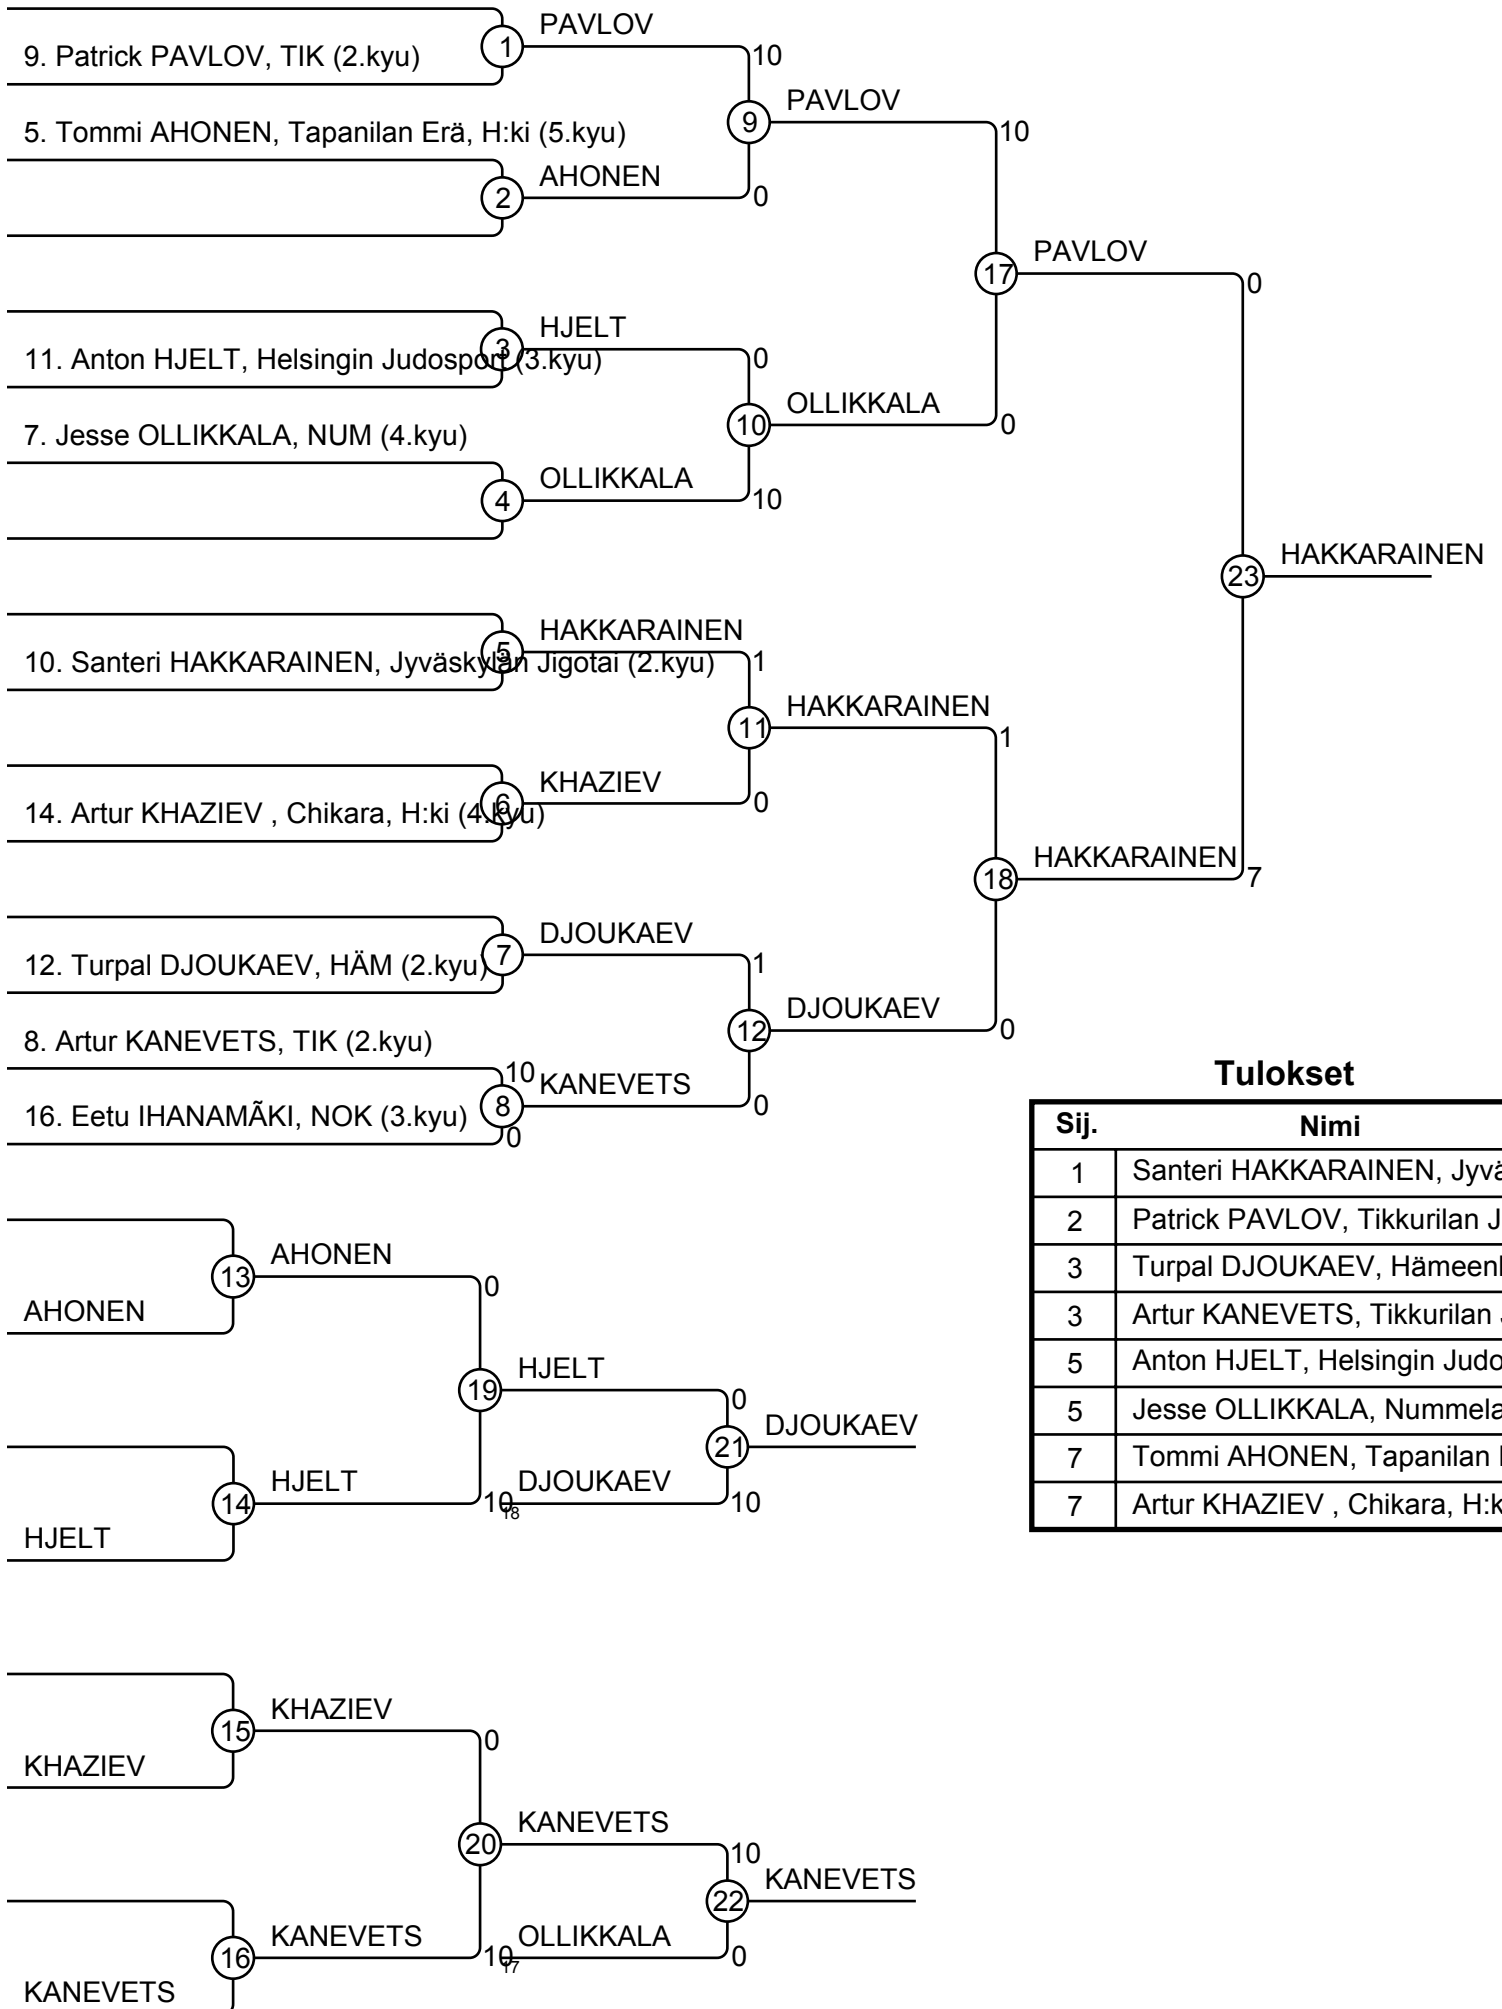 PAVLOV
1
9. Patrick PAVLOV, TIK (2.kyu)
10
PAVLOV
9
10
5. Tommi AHONEN, Tapanilan Erä, H:ki (5.kyu)
AHONEN
2
0
PAVLOV
17
0
HJELT
3
11. Anton HJELT, Helsingin Judosport (3.kyu)
0
OLLIKKALA
10
0
7. Jesse OLLIKKALA, NUM (4.kyu)
OLLIKKALA
4
10
HAKKARAINEN
23
HAKKARAINEN
5
10. Santeri HAKKARAINEN, Jyväskylän Jigotai (2.kyu)
1
HAKKARAINEN
11
1
KHAZIEV
6
14. Artur KHAZIEV , Chikara, H:ki (4.kyu)
0
HAKKARAINEN
18
7
DJOUKAEV
7
12. Turpal DJOUKAEV, HÄM (2.kyu)
1
DJOUKAEV
12
0
8. Artur KANEVETS, TIK (2.kyu)
10
KANEVETS
8
0
16. Eetu IHANAMÃKI, NOK (3.kyu)
0
Tulokset
Sij. Nimi
1 Santeri HAKKARAINEN, Jyvä
2 Patrick PAVLOV, Tikkurilan J
3 Turpal DJOUKAEV, Hämeen
3 Artur KANEVETS, Tikkurilan
5 Anton HJELT, Helsingin Judo
5 Jesse OLLIKKALA, Nummela
7 Tommi AHONEN, Tapanilan
7 Artur KHAZIEV , Chikara, H:k
AHONEN
13
0
AHONEN
HJELT
19
0
DJOUKAEV
21
HJELT
14
10
18
DJOUKAEV
10
HJELT
KHAZIEV
15
0
KHAZIEV
KANEVETS
20
10
KANEVETS
22
KANEVETS
16
10
17
OLLIKKALA
0
KANEVETS